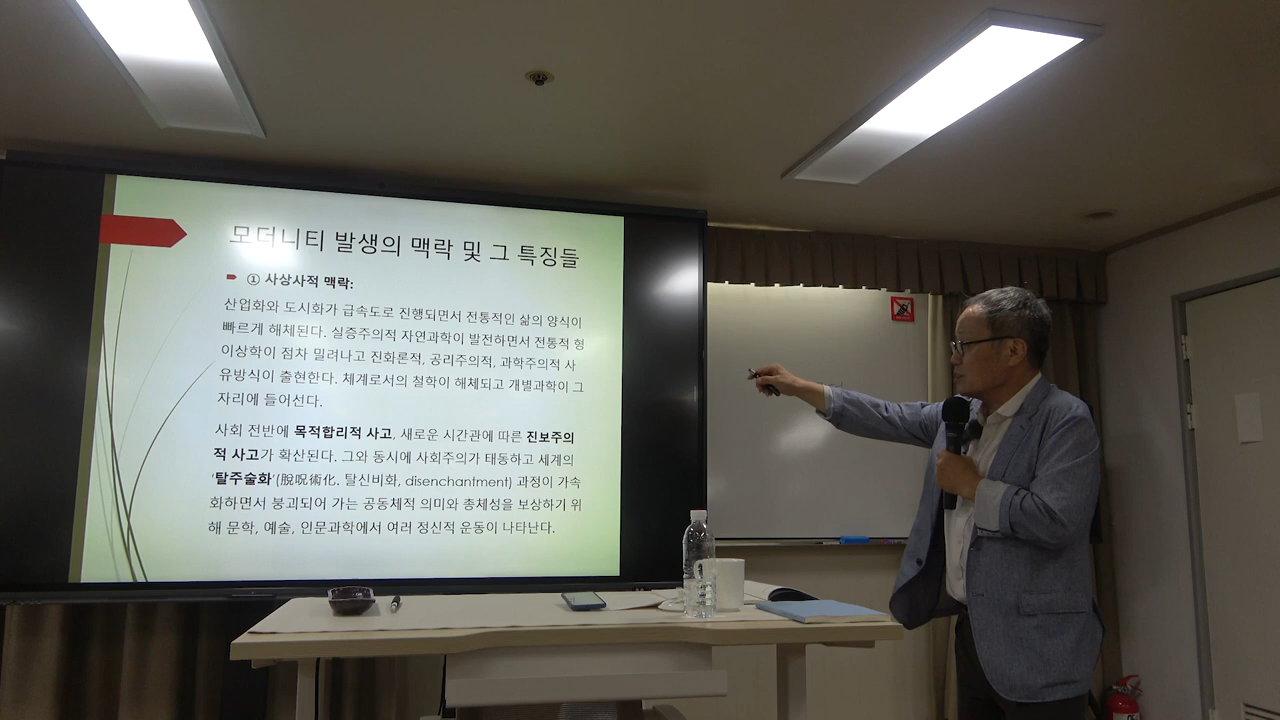 모더니티 발생의 맥락 및 그 특징들
① 사상사적 맥락:
산업화와 도시화가 급속도로 진행되면서 전통적인 삶의 양식이
빠르게 해체된다. 실증주의적 자연과학이 발전하면서 전통적 형
이상학이 점차 밀려나고 진화론적, 공리주의적, 과학주의적 사
유방식이 출현한다. 체계로서의 철학이 해체되고 개별과학이 그
자리에 들어선다.
사회 전반에 목적합리적 사고, 새로운 시간관에 따른 진보주의
적 사고가 확산된다. 그와 동시에 사회주의가 태동하고 세계의
‘탈주술화’(脫呪術化. 탈신비화, disenchantment) 과정이 가속
화하면서 붕괴되어 가는 공동체적 의미와 총체성을 보상하기 위
해 문학, 예술, 인문과학에서 여러 정신적 운동이 나타난다.